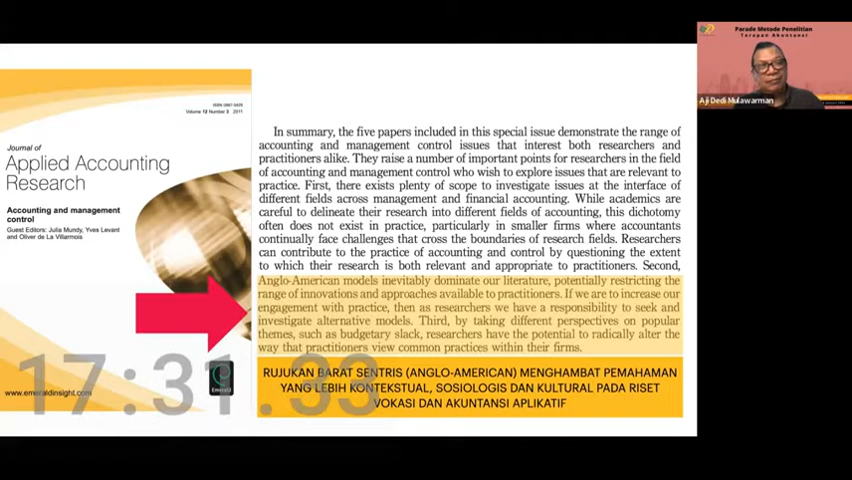 Parade Metode Penelitian
Terapan Akuntansi
Aji Dedi Mulawarman
ISSN 0967-5426
Volume 12 Number 3 2011
Journal of
Applied Accounting
Research
Accounting and management
control
Guest Editors: Julia Mundy, Yves Levant
and Olivier de La Villarmois
Emerald
www.emeraldinsight.com
In summary, the five papers included in this special issue demonstrate the range of
accounting and management control issues that interest both researchers and
practitioners alike. They raise a number of important points for researchers in the field
of accounting and management control who wish to explore issues that are relevant to
practice. First, there exists plenty of scope to investigate issues at the interface of
different fields across management and financial accounting. While academics are
careful to delineate their research into different fields of accounting, this dichotomy
often does not exist in practice, particularly in smaller firms where accountants
continually face challenges that cross the boundaries of research fields. Researchers
can contribute to the practice of accounting and control by questioning the extent
to which their research is both relevant and appropriate to practitioners. Second,
Anglo-American models inevitably dominate our literature, potentially restricting the
range of innovations and approaches available to practitioners. If we are to increase our
engagement with practice, then as researchers we have a responsibility to seek and
investigate alternative models. Third, by taking different perspectives on popular
themes, such as budgetary slack, researchers have the potential to radically alter the
way that practitioners view common practices within their firms.
RUJUKAN BARAT SENTRIS (ANGLO-AMERICAN) MENGHAMBAT PEMAHAMAN
YANG LEBIH KONTEKSTUAL, SOSIOLOGIS DAN KULTURAL PADA RISET
VOKASI DAN AKUNTANSI APLIKATIF
17:31:33